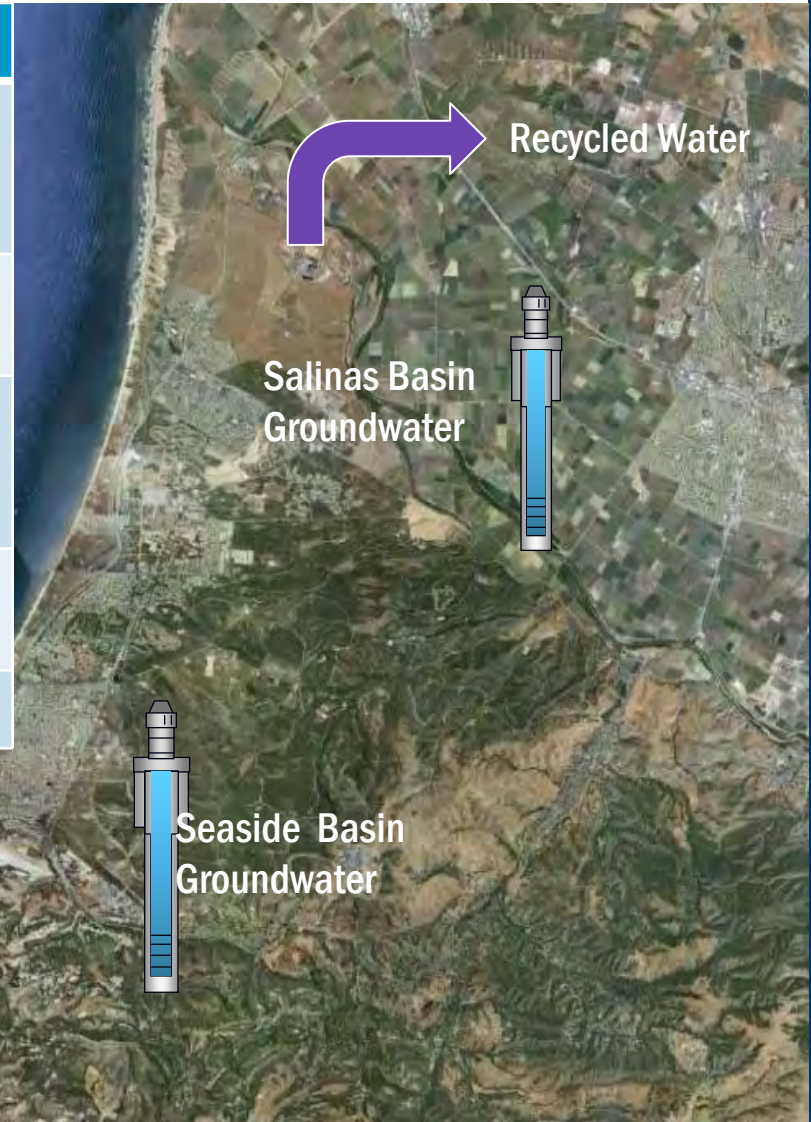 Recycled Water
Salinas Basin
Groundwater
Seaside Basin
Groundwater